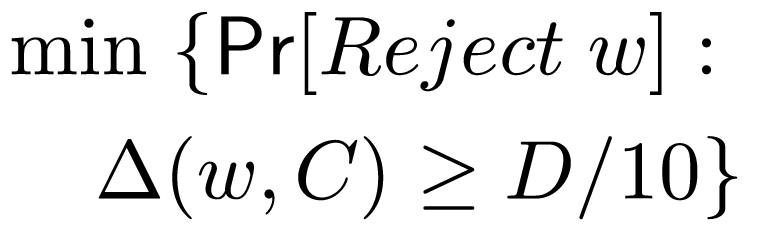 min {Pr[Reject w] :
Δ(w, C) ≥ D/10}